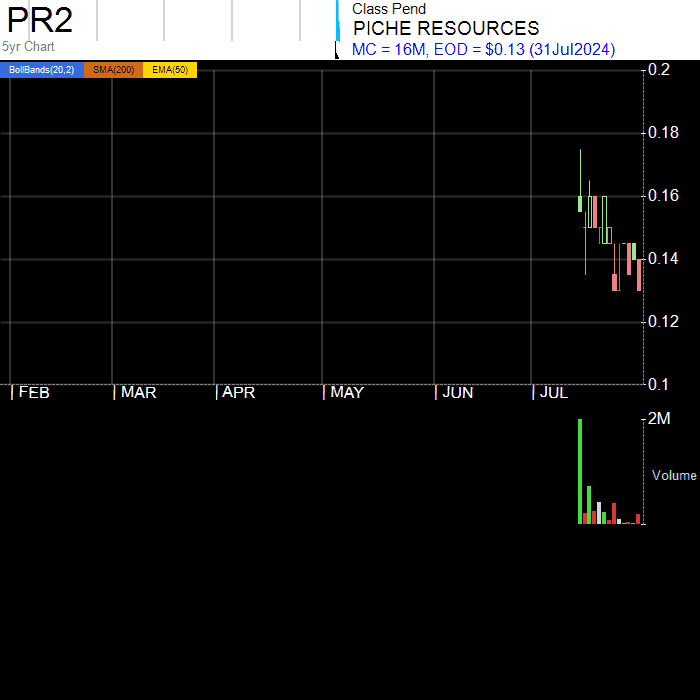 PR2
5yr Chart
Class Pend
PICHE RESOURCES
MC = 16M, EOD = $0.13 (31Jul2024)
BollBands(20,2) SMA(200) EMA(50)
0.2
0.18
0.16
0.14
0.12
0.1
| FEB | MAR | APR | MAY | JUN | JUL
2M
Volume